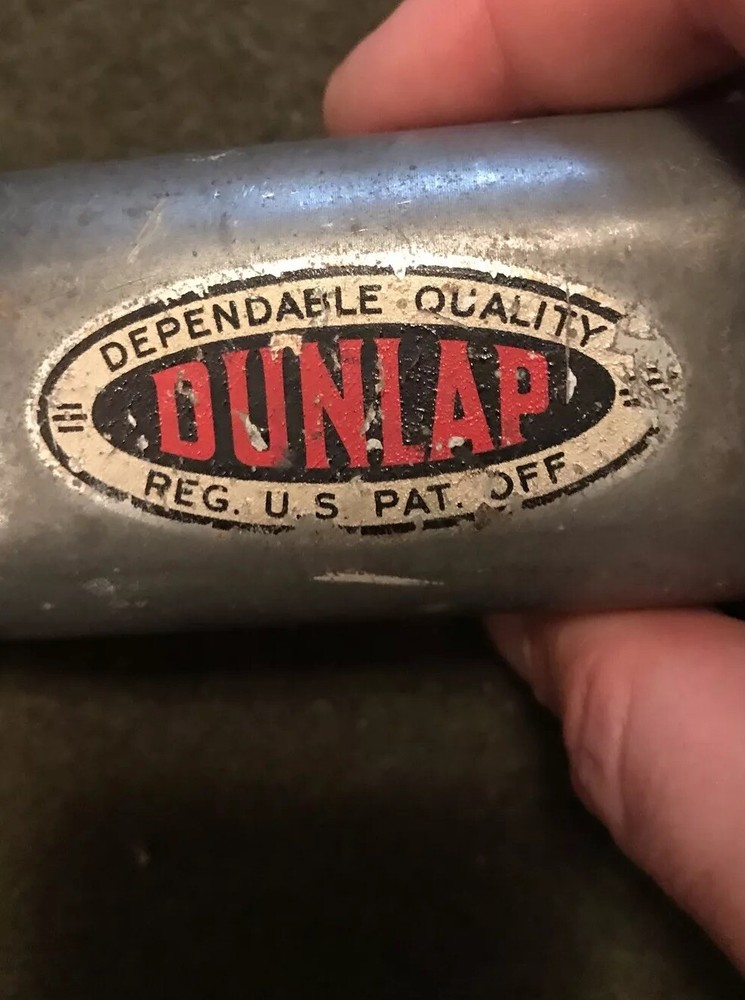 DEPENDABLE QUALITY
DUNLAP
REG. U.S. PAT. OFF